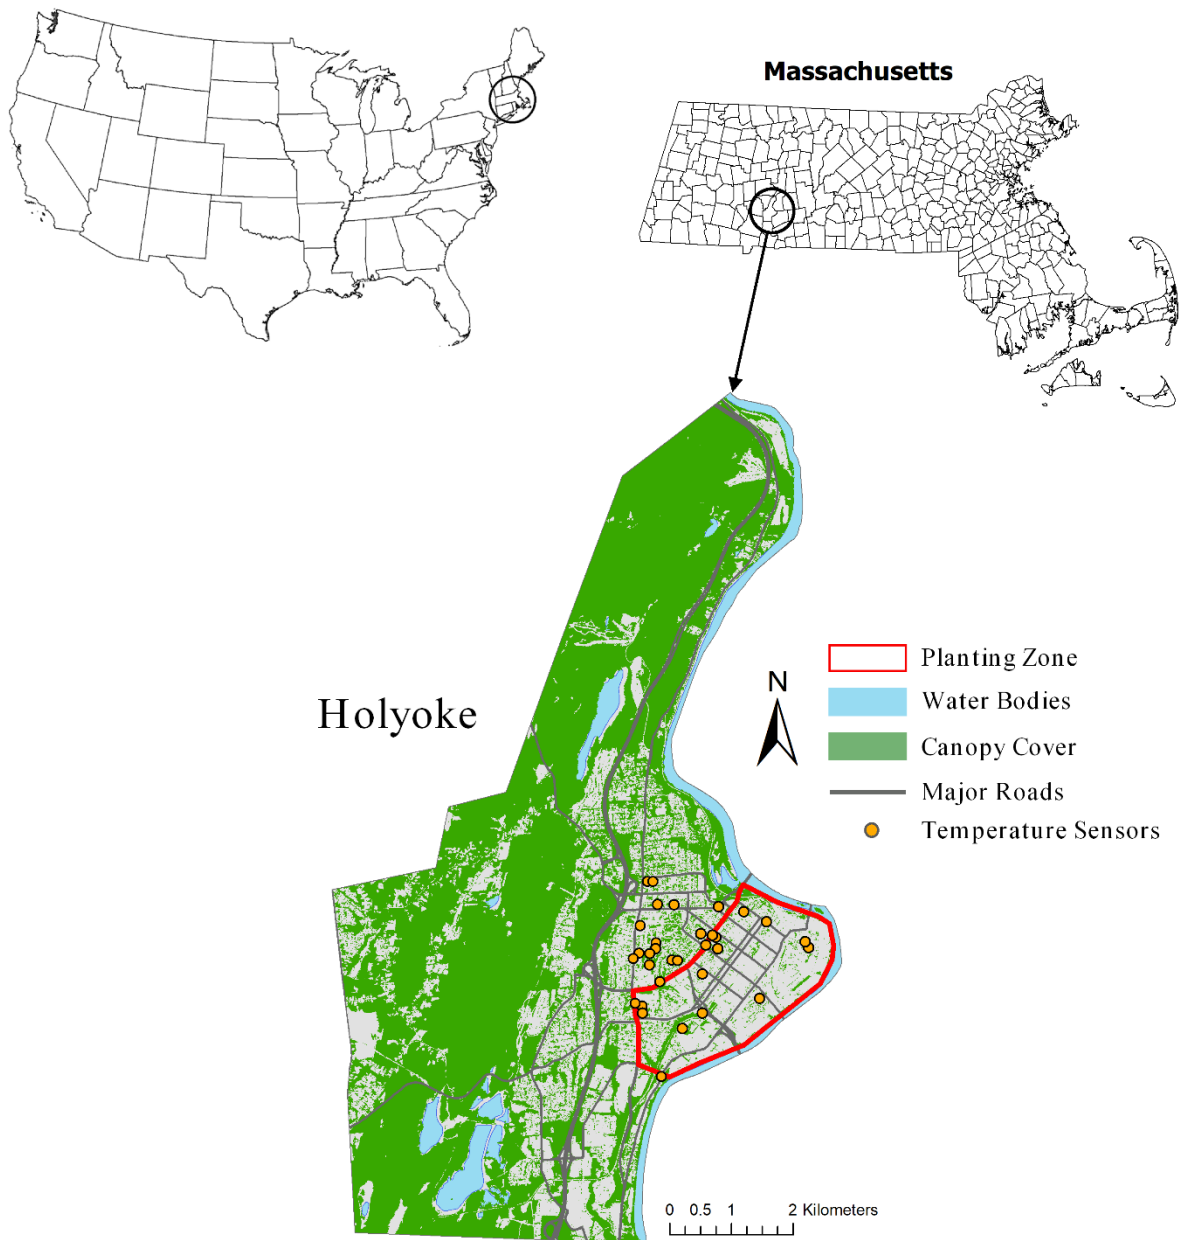 Massachusetts
Holyoke
N
Planting Zone
Water Bodies
Canopy Cover
Major Roads
Temperature Sensors
0 0.5 1 2 Kilometers